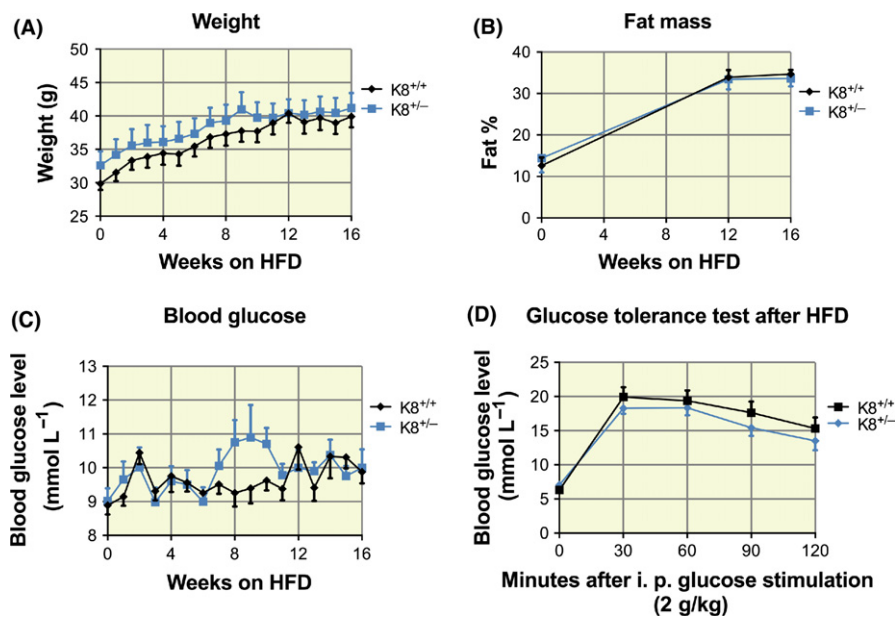 (A)
Weight
Weight (g)
50
45
40
35
30
25
0
4
8
12
16
Weeks on HFD
K8+/+
K8+/–
(B)
Fat mass
Fat %
40
30
20
10
0
0
4
8
12
16
Weeks on HFD
K8+/+
K8+/–
(C)
Blood glucose
Blood glucose level
(mmol L–1)
13
12
11
10
9
8
0
4
8
12
16
Weeks on HFD
K8+/+
K8+/–
(D)
Glucose tolerance test after HFD
Blood glucose level
(mmol L–1)
25
20
15
10
5
0
0
30
60
90
120
Minutes after i. p. glucose stimulation
(2 g/kg)
K8+/+
K8+/–